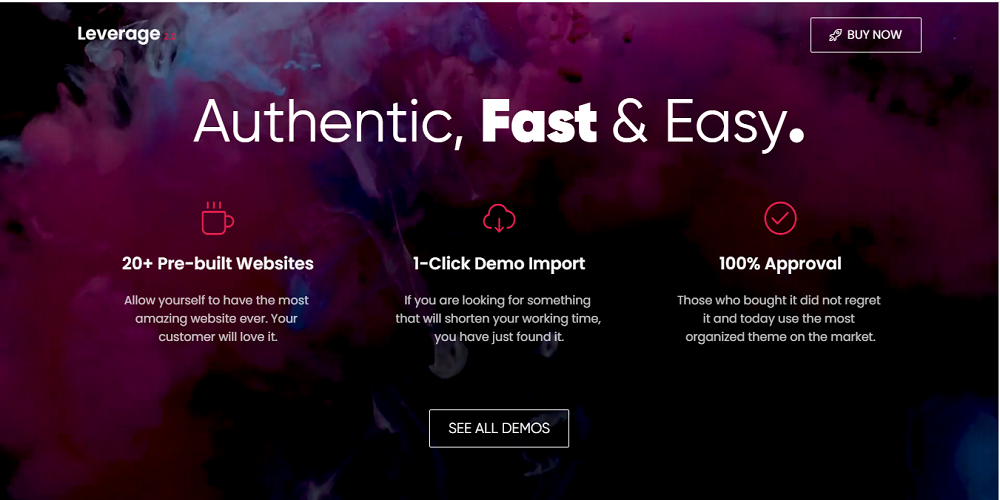 Leverage 2.0
BUY NOW
Authentic, Fast & Easy.
20+ Pre-built Websites
Allow yourself to have the most
amazing website ever. Your
customer will love it.
1-Click Demo Import
If you are looking for something
that will shorten your working time,
you have just found it.
100% Approval
Those who bought it did not regret
it and today use the most
organized theme on the market.
SEE ALL DEMOS